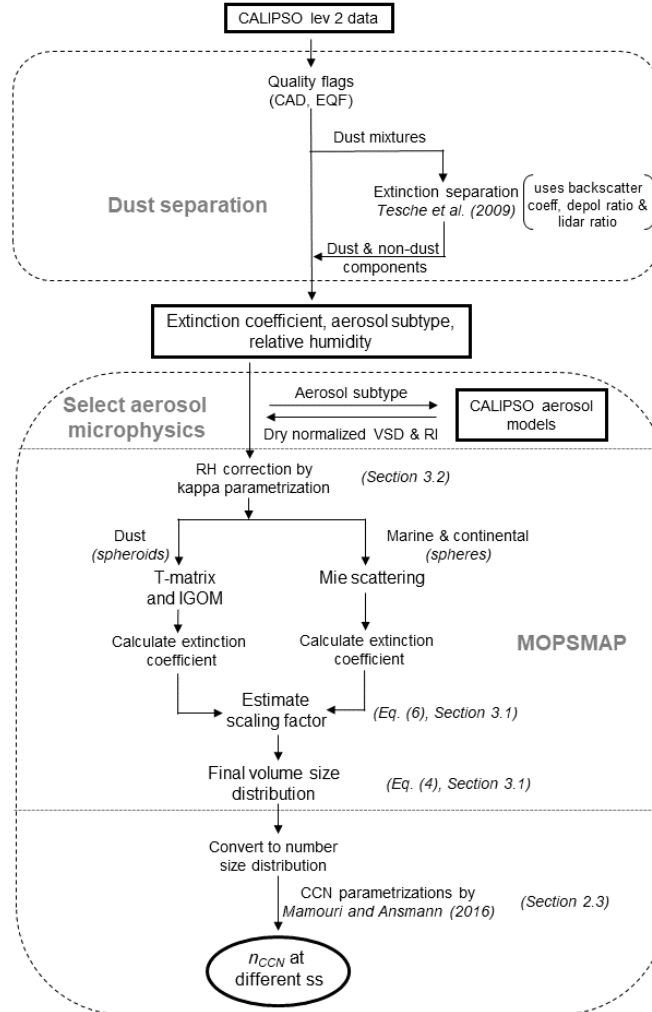 CALIPSO lev 2 data
Quality flags
(CAD, EQF)
Dust mixtures
Dust separation
Extinction separation
Tesche et al. (2009)
uses backscatter
coeff, depol ratio &
lidar ratio
Dust & non-dust
components
Extinction coefficient, aerosol subtype,
relative humidity
Select aerosol
microphysics
Aerosol subtype
Dry normalized VSD & RI
CALIPSO aerosol
models
RH correction by
kappa parametrization
(Section 3.2)
Dust
(spheroids)
Marine & continental
(spheres)
T-matrix
and IGOM
Mie scattering
Calculate extinction
coefficient
Calculate extinction
coefficient
MOPSMAP
Estimate
scaling factor
(Eq. (6), Section 3.1)
Final volume size
distribution
(Eq. (4), Section 3.1)
Convert to number
size distribution
CCN parametrizations by
Mamouri and Ansmann (2016)
(Section 2.3)
nCCN at
different ss